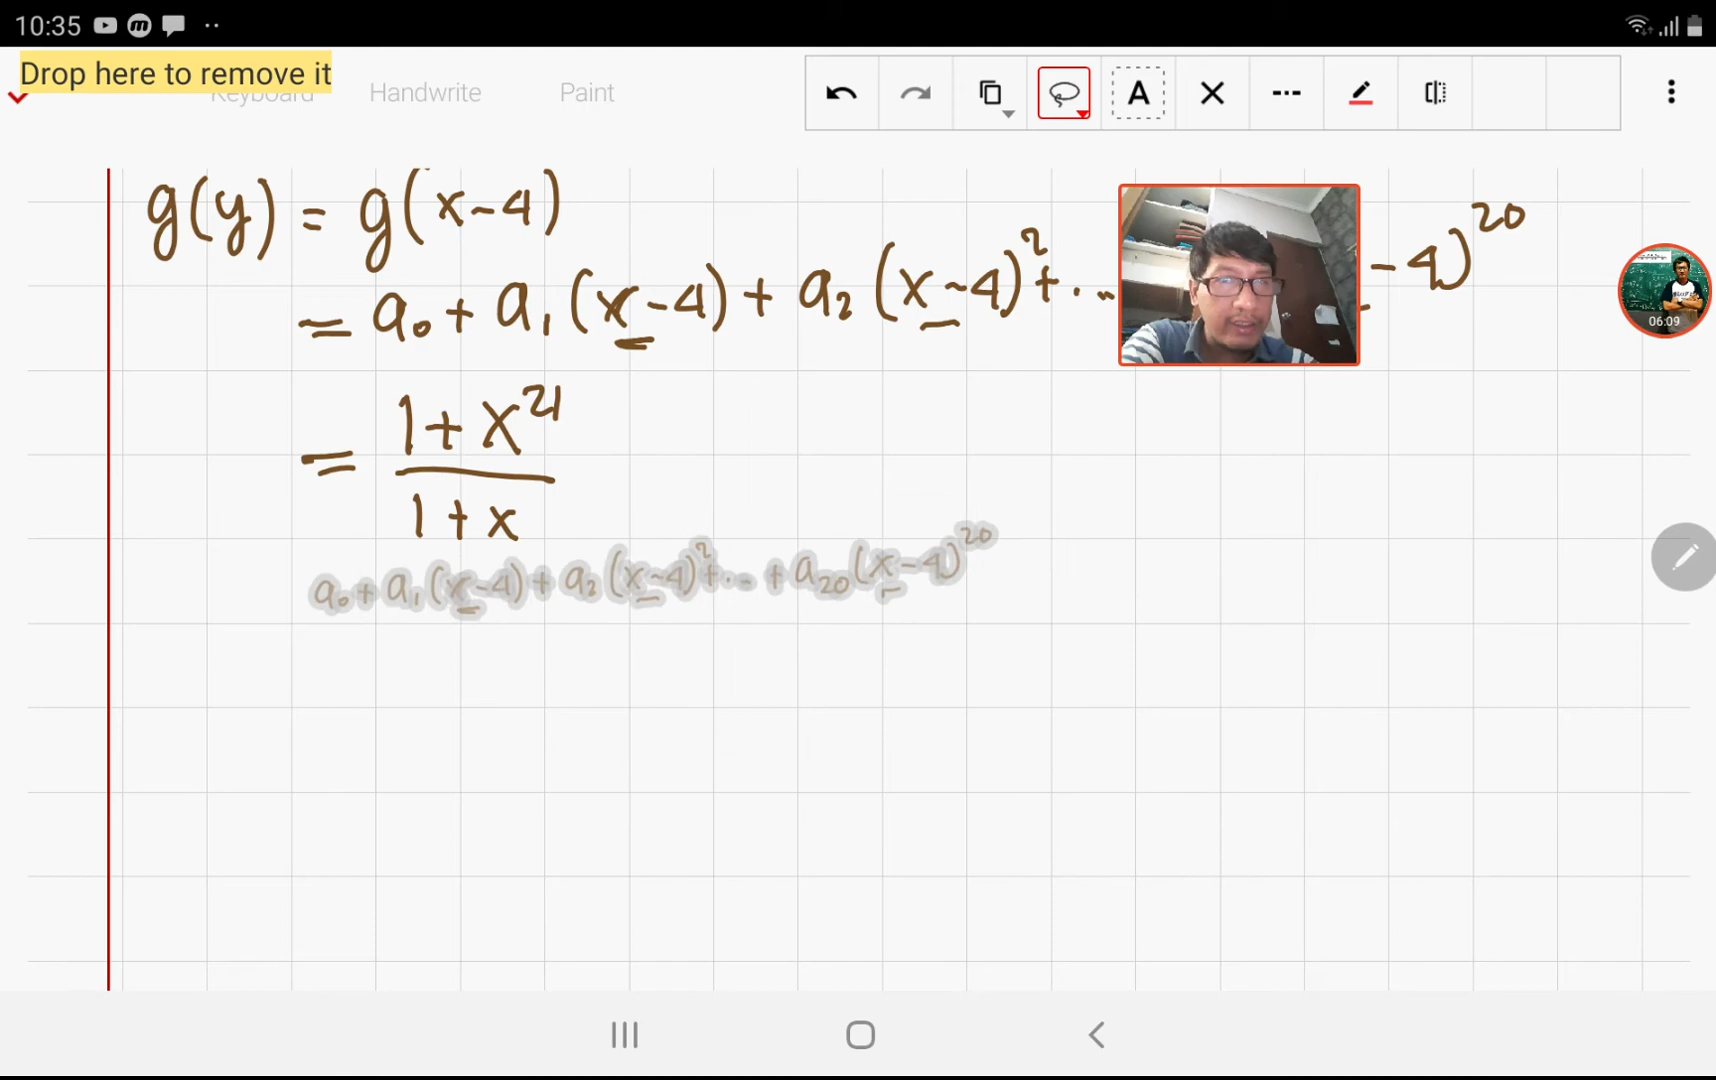 10:35
Drop here to remove it
Keyboard Handwrite Paint
A
g(y) = g(x-4)
= a₀ + a₁(x-4) + a₂(x-4)² + ... -4)²⁰
= 1+x²¹
1+x
a₀ + a₁(x-4) + a₂(x-4)² + ... + a₂₀(x-4)²⁰
06:09